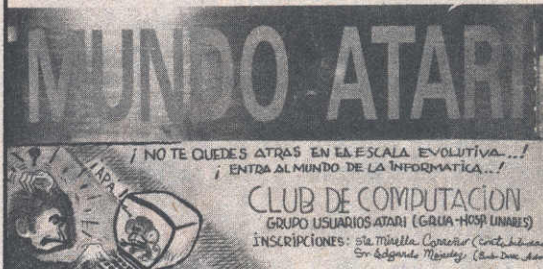 MUNDO ATARI
¡ NO TE QUEDES ATRAS EN LA ESCALA EVOLUTIVA...!
¡ ENTRA AL MUNDO DE LA INFORMATICA...!
¡APA..!
CLUB DE COMPUTACION
GRUPO USUARIOS ATARI (GRUA-HOSP. LINARES)
INSCRIPCIONES: Sta Mirella Carreño
Sr. Edgardo